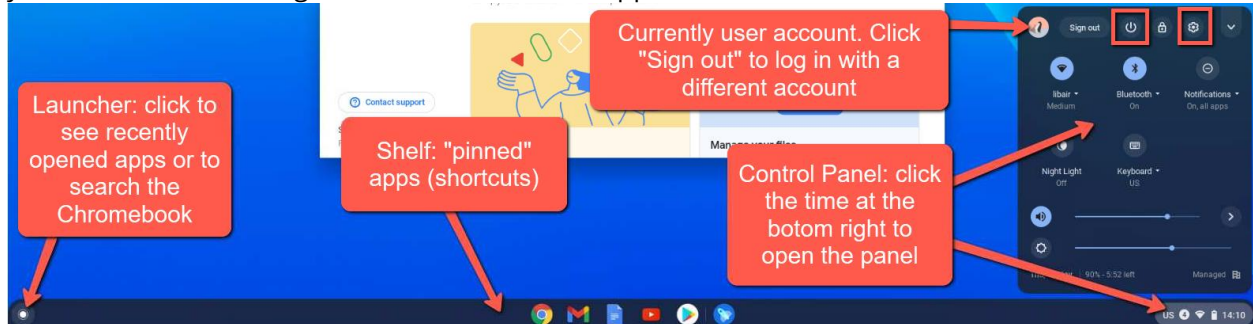 Currently user account. Click
"Sign out" to log in with a
different account
Sign out
Launcher: click to
see recently
opened apps or to
search the
Chromebook
Contact support
Shelf: "pinned"
apps (shortcuts)
Control Panel: click
the time at the
botom right to
open the panel
libair
Medium
Bluetooth
On
Notifications
On, all apps
Night Light
Off
Keyboard
US
90% - 5:52 left
Managed
US 4 14:10